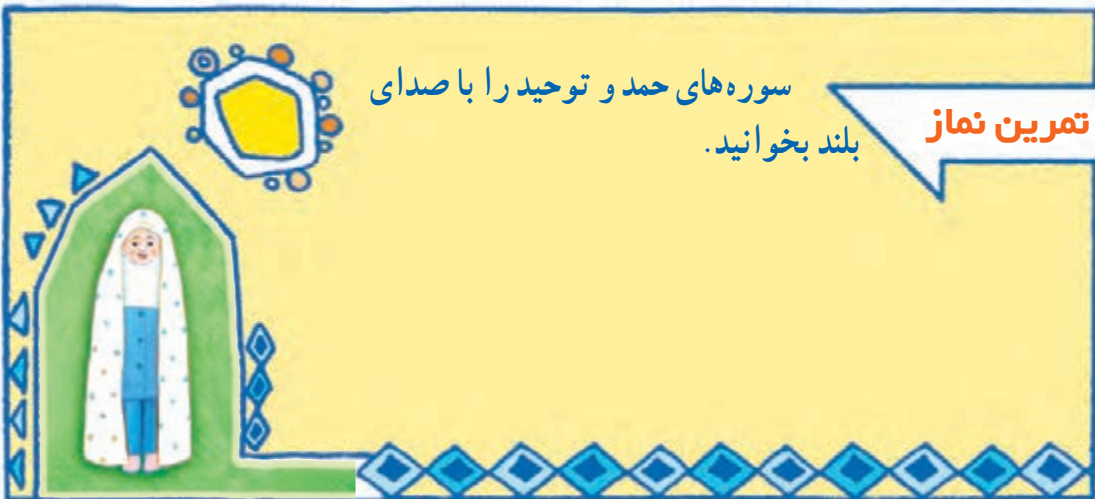 تمرین نماز
سوره‌های حمد و توحید را با صدای
بلند بخوانید.